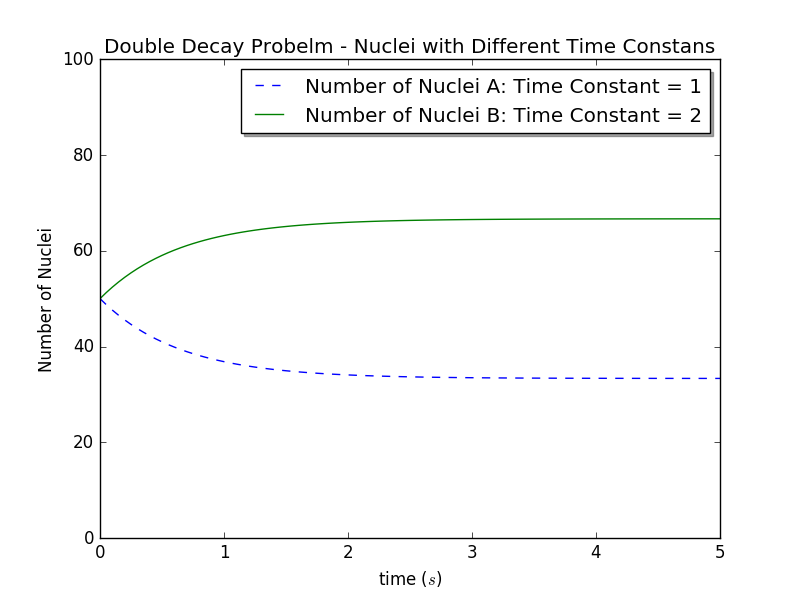 Double Decay Probelm - Nuclei with Different Time Constans
Number of Nuclei A: Time Constant = 1
Number of Nuclei B: Time Constant = 2
100
80
60
40
20
0
Number of Nuclei
0 1 2 3 4 5
time (s)